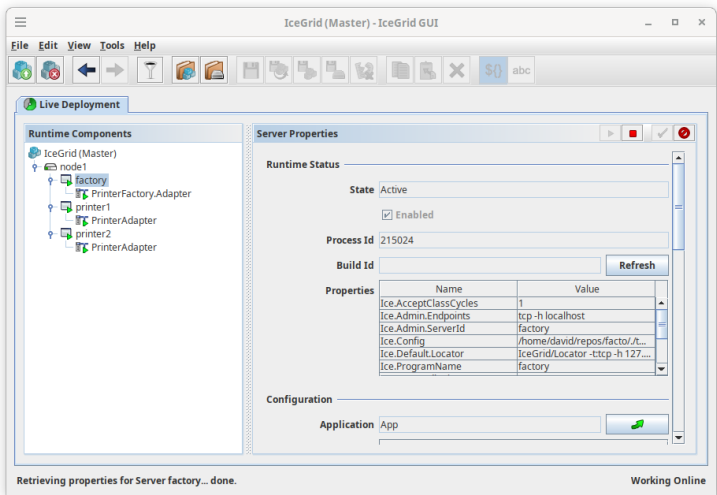 IceGrid (Master) - IceGrid GUI
File Edit View Tools Help
${} abc
Live Deployment
Runtime Components
IceGrid (Master)
node1
factory
PrinterFactory.Adapter
printer1
PrinterAdapter
printer2
PrinterAdapter
Server Properties
Runtime Status
State Active
Enabled
Process Id 215024
Build Id Refresh
Properties Name Value
Ice.AcceptClassCycles 1
Ice.Admin.Endpoints tcp -h localhost
Ice.Admin.ServerId factory
Ice.Config /home/david/repos/facto/./t...
Ice.Default.Locator IceGrid/Locator -t:tcp -h 127....
Ice.ProgramName factory
Configuration
Application App
Retrieving properties for Server factory... done. Working Online